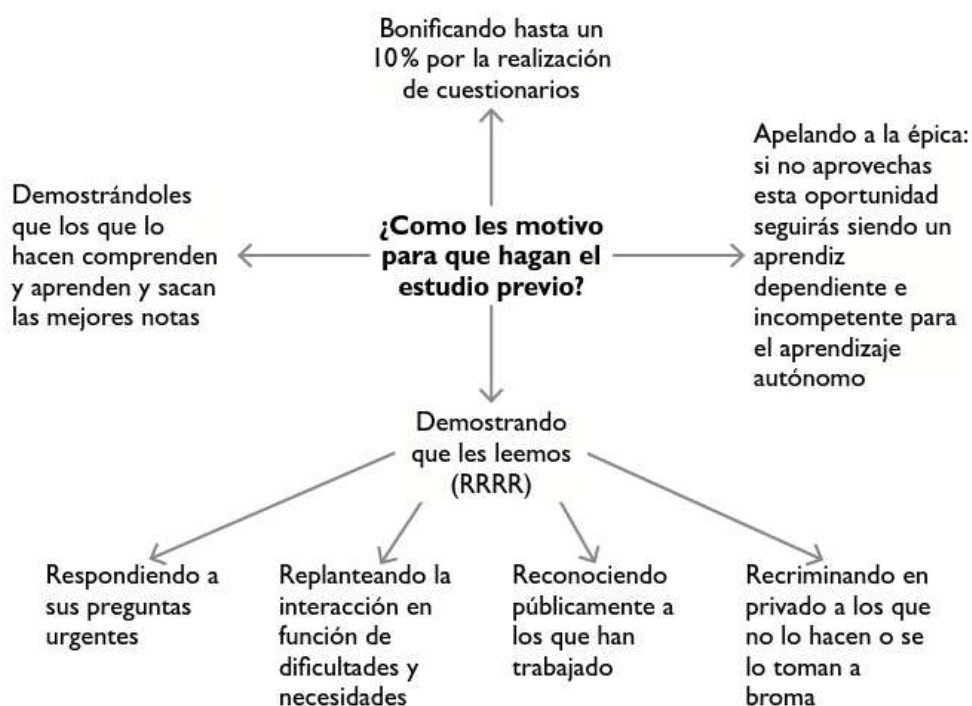 Bonificando hasta un
10% por la realización
de cuestionarios
Demostrándoles
que los que lo
hacen comprenden
y aprenden y sacan
las mejores notas
¿Como les motivo
para que hagan el
estudio previo?
Apelando a la épica:
si no aprovechas
esta oportunidad
seguirás siendo un
aprendiz
dependiente e
incompetente para
el aprendizaje
autónomo
Demostrando
que les leemos
(RRRR)
Respondiendo a
sus preguntas
urgentes
Replanteando la
interacción en
función de
dificultades y
necesidades
Reconociendo
públicamente a
los que han
trabajado
Recriminando en
privado a los que
no lo hacen o se
lo toman a
broma